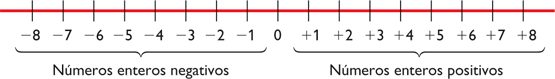 −8 −7 −6 −5 −4 −3 −2 −1 0 +1 +2 +3 +4 +5 +6 +7 +8
Números enteros negativos Números enteros positivos